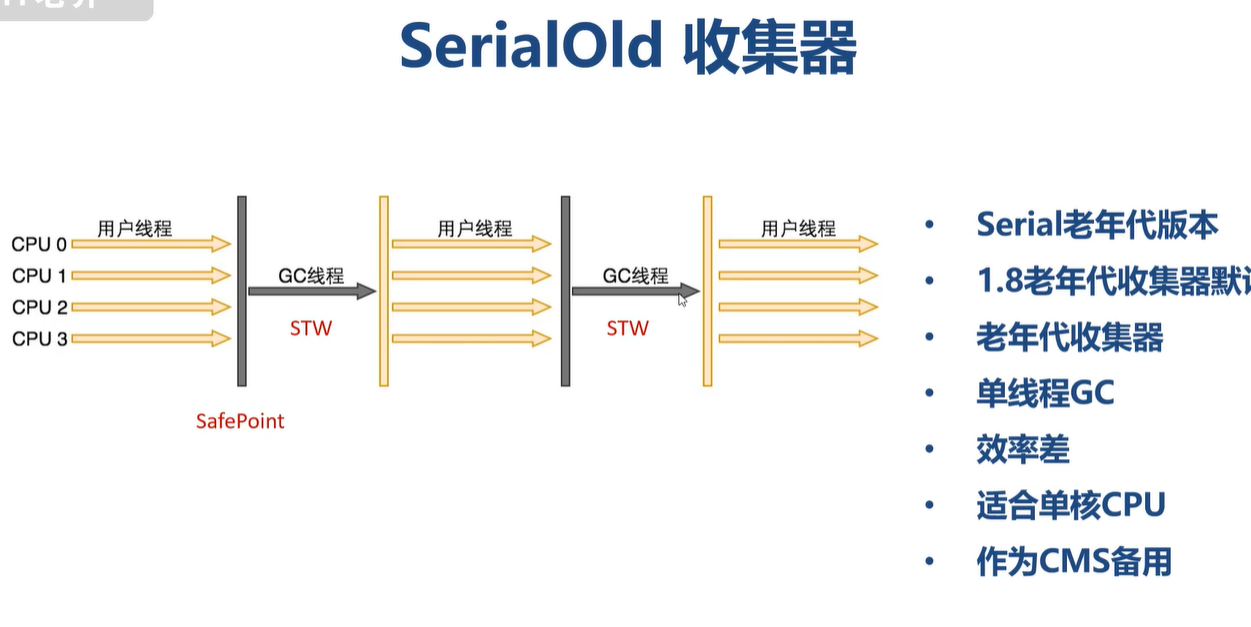 SerialOld 收集器
用户线程
用户线程
用户线程
CPU 0
CPU 1
GC线程
GC线程
CPU 2
STW
STW
CPU 3
SafePoint
• Serial老年代版本
• 1.8老年代收集器默
• 老年代收集器
• 单线程GC
• 效率差
• 适合单核CPU
• 作为CMS备用